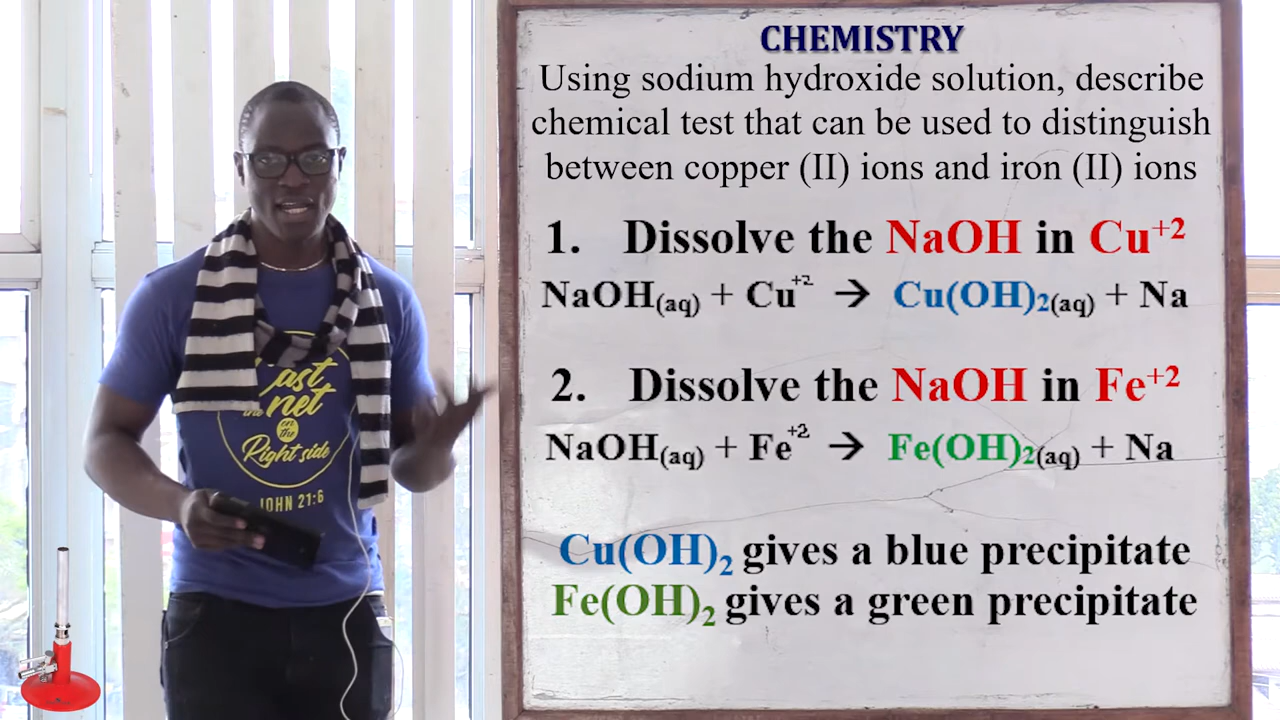 CHEMISTRY
Using sodium hydroxide solution, describe
chemical test that can be used to distinguish
between copper (II) ions and iron (II) ions
1. Dissolve the NaOH in Cu⁺²
NaOH₍aq₎ + Cu⁺² → Cu(OH)₂₍aq₎ + Na
2. Dissolve the NaOH in Fe⁺²
NaOH₍aq₎ + Fe⁺² → Fe(OH)₂₍aq₎ + Na
Cu(OH)₂ gives a blue precipitate
Fe(OH)₂ gives a green precipitate
Cast
the net
on
the
Right side
JOHN 21:6